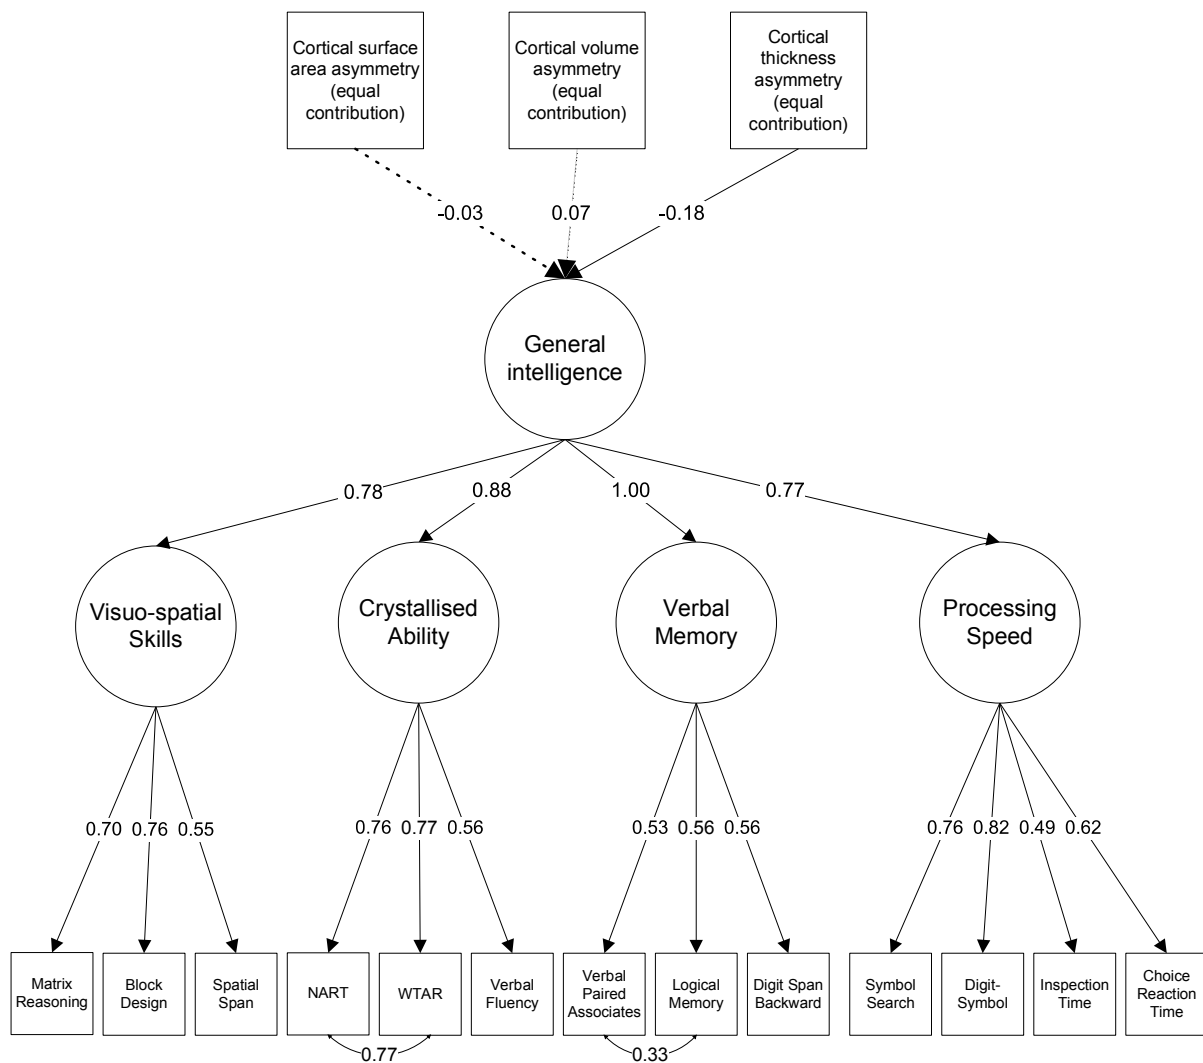 Cortical surface
area asymmetry
(equal
contribution)
Cortical volume
asymmetry
(equal
contribution)
Cortical
thickness
asymmetry
(equal
contribution)
-0.03
0.07
-0.18
General
intelligence
0.78
0.88
1.00
0.77
Visuo-spatial
Skills
Crystallised
Ability
Verbal
Memory
Processing
Speed
0.70
0.76
0.55
0.76
0.77
0.56
0.53
0.56
0.56
0.76
0.82
0.49
0.62
Matrix
Reasoning
Block
Design
Spatial
Span
NART
WTAR
Verbal
Fluency
Verbal
Paired
Associates
Logical
Memory
Digit Span
Backward
Symbol
Search
Digit-
Symbol
Inspection
Time
Choice
Reaction
Time
0.77
0.33